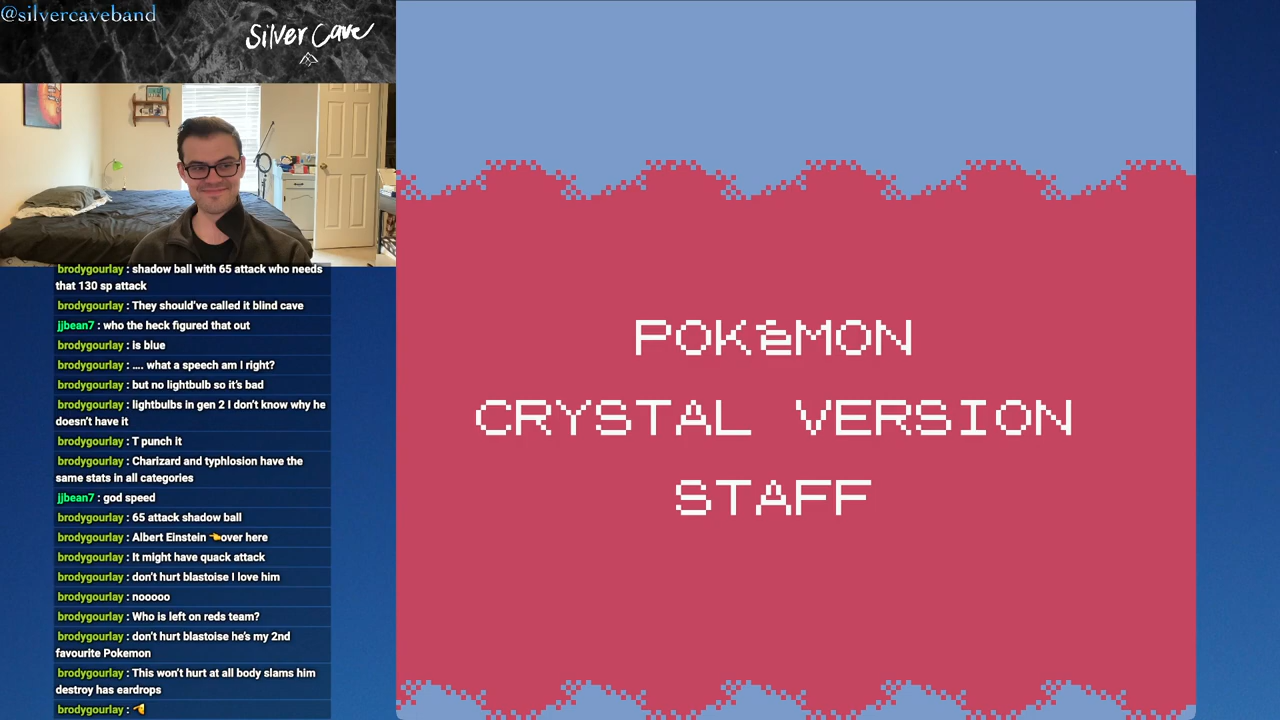 @silvercaveband
Silver Cave
brodygourlay : shadow ball with 65 attack who needs
that 130 sp attack
brodygourlay : They should've called it blind cave
jjbean7 : who the heck figured that out
brodygourlay : is blue
brodygourlay : .... what a speech am I right?
brodygourlay : but no lightbulb so it's bad
brodygourlay : lightbulbs in gen 2 I don't know why he
doesn't have it
brodygourlay : T punch it
brodygourlay : Charizard and typhlosion have the
same stats in all categories
jjbean7 : god speed
brodygourlay : 65 attack shadow ball
brodygourlay : Albert Einstein 👈over here
brodygourlay : It might have quack attack
brodygourlay : don't hurt blastoise I love him
brodygourlay : nooooo
brodygourlay : Who is left on reds team?
brodygourlay : don't hurt blastoise he's my 2nd
favourite Pokemon
brodygourlay : This won't hurt at all body slams him
destroy has eardrops
brodygourlay :
POKéMON
CRYSTAL VERSION
STAFF